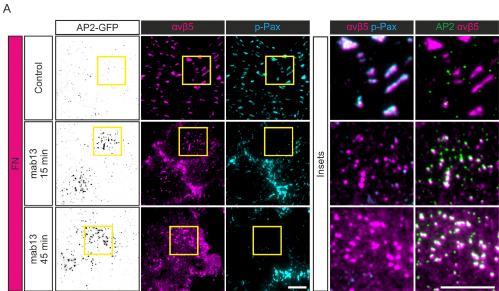 A
AP2-GFP
αvβ5
p-Pax
αvβ5 p-Pax
AP2 αvβ5
FN
Control
mab13
15 min
mab13
45 min
Insets